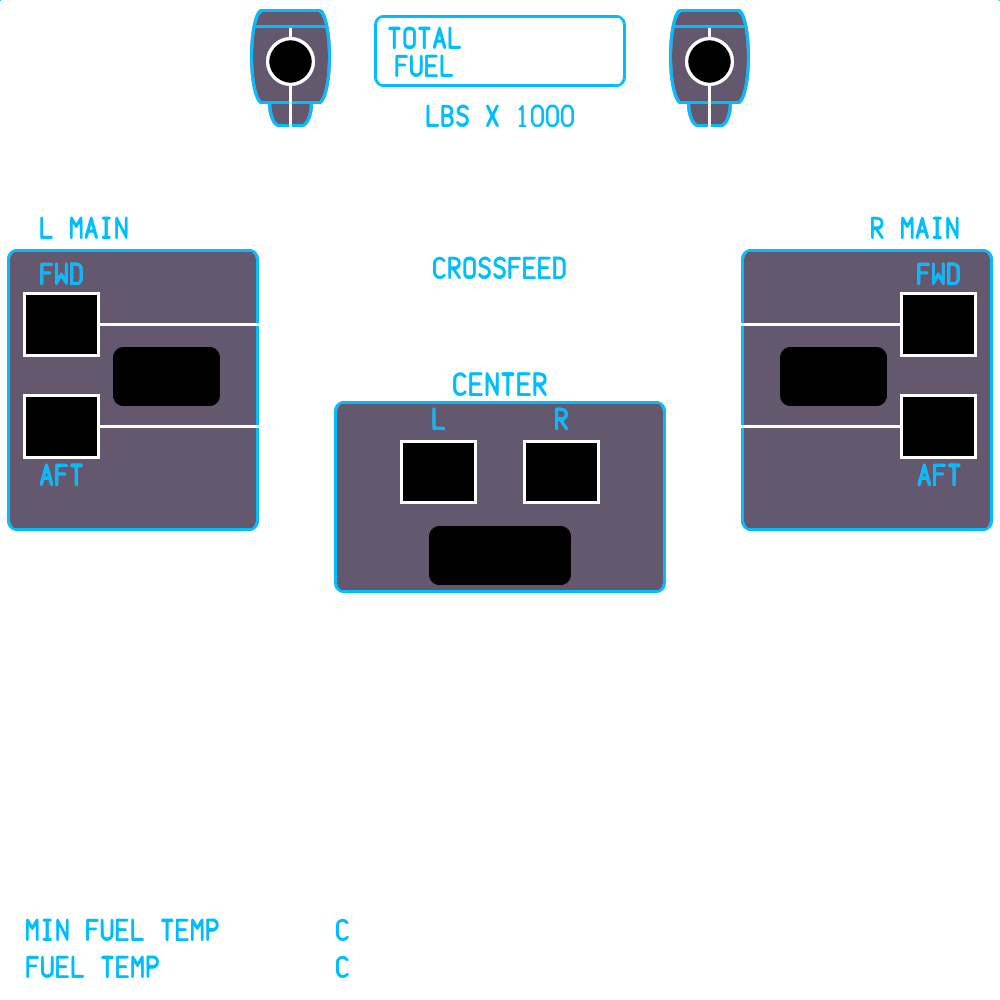 TOTAL
FUEL
LBS X 1000
L MAIN
R MAIN
FWD
CROSSFEED
FWD
CENTER
L
R
AFT
AFT
MIN FUEL TEMP C
FUEL TEMP C